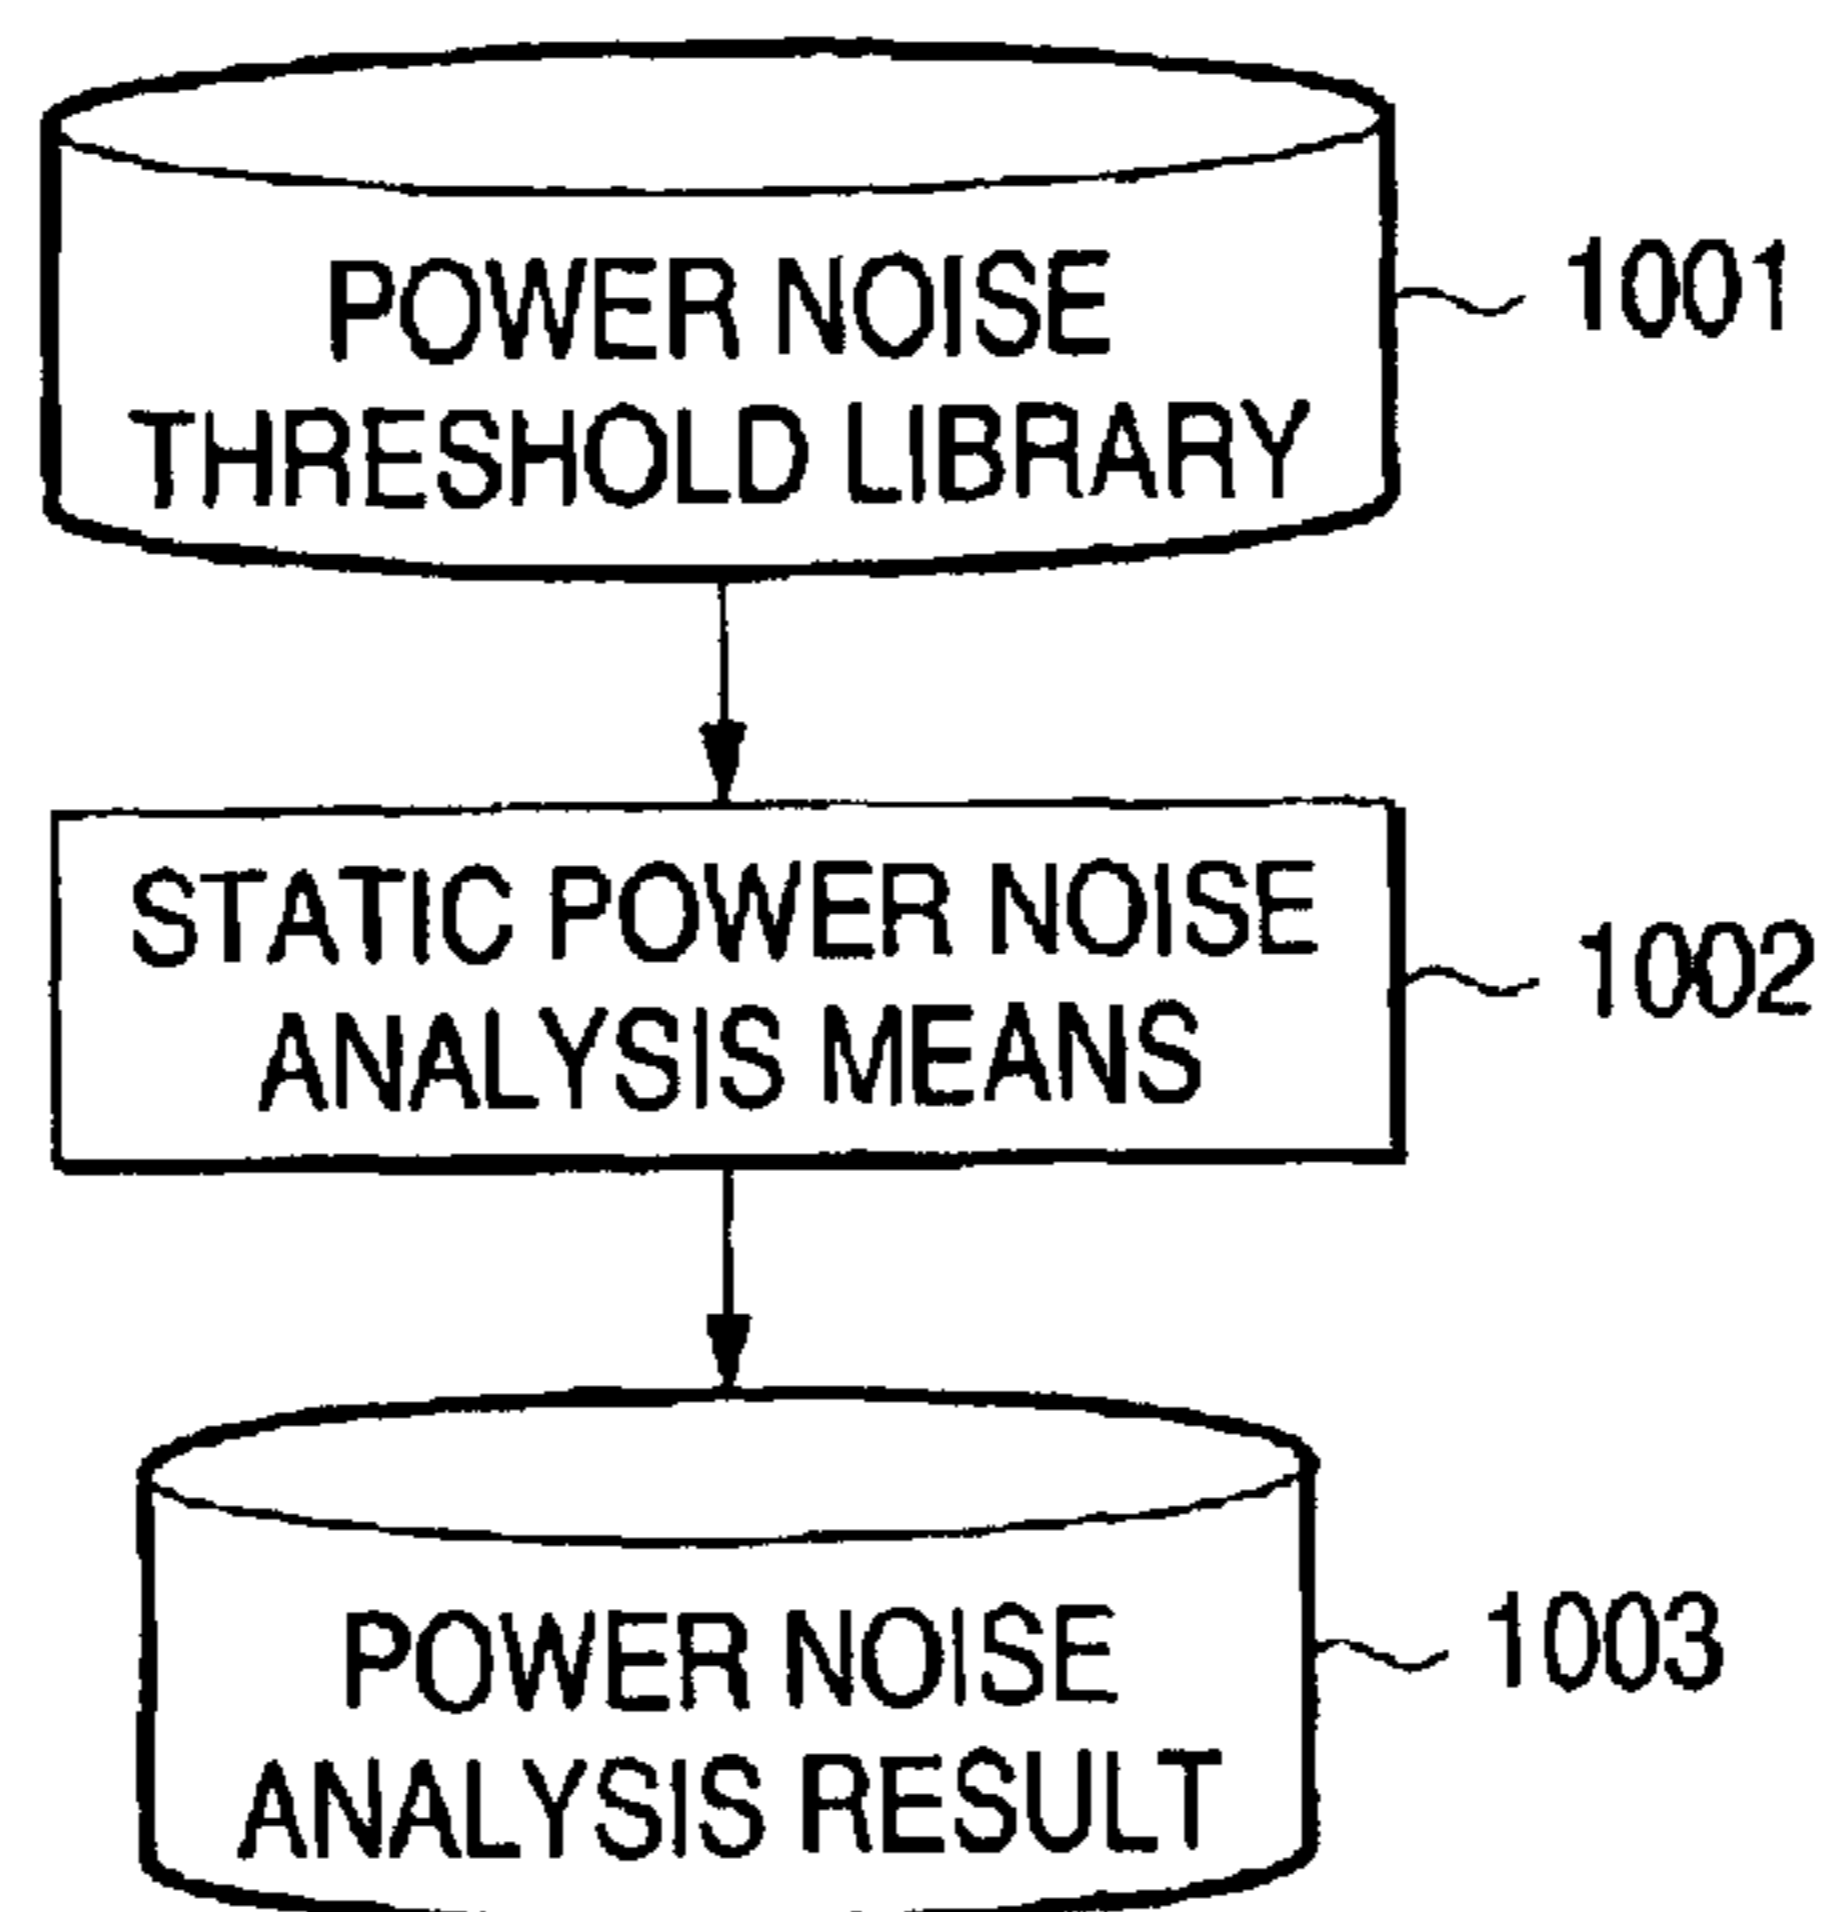 POWER NOISE
THRESHOLD LIBRARY
1001
STATIC POWER NOISE
ANALYSIS MEANS
1002
POWER NOISE
ANALYSIS RESULT
1003